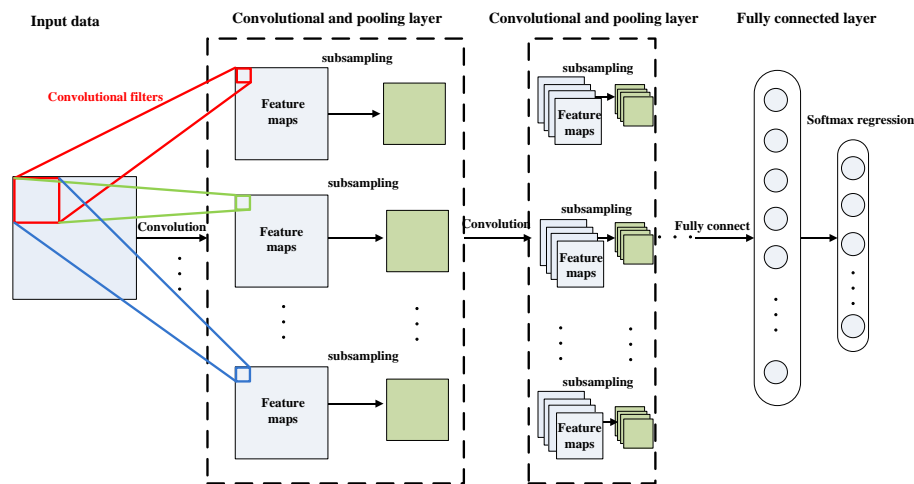 Input data
Convolutional and pooling layer
Convolutional and pooling layer
Fully connected layer
Convolutional filters
subsampling
Feature
maps
subsampling
Feature
maps
subsampling
Feature
maps
Convolution
Convolution
subsampling
Feature
maps
subsampling
Feature
maps
subsampling
Feature
maps
Fully connect
Softmax regression